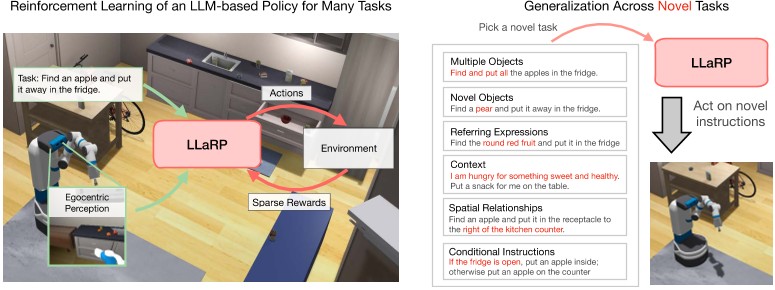 Reinforcement Learning of an LLM-based Policy for Many Tasks
Task: Find an apple and put
it away in the fridge.
Actions
LLaRP
Environment
Egocentric
Perception
Sparse Rewards
Generalization Across Novel Tasks
Pick a novel task
Multiple Objects
Find and put all the apples in the fridge.
Novel Objects
Find a pear and put it away in the fridge.
Referring Expressions
Find the round red fruit and put it in the fridge
Context
I am hungry for something sweet and healthy.
Put a snack for me on the table.
Spatial Relationships
Find an apple and put it in the receptacle to
the right of the kitchen counter.
Conditional Instructions
If the fridge is open, put an apple inside;
otherwise put an apple on the counter
LLaRP
Act on novel
instructions